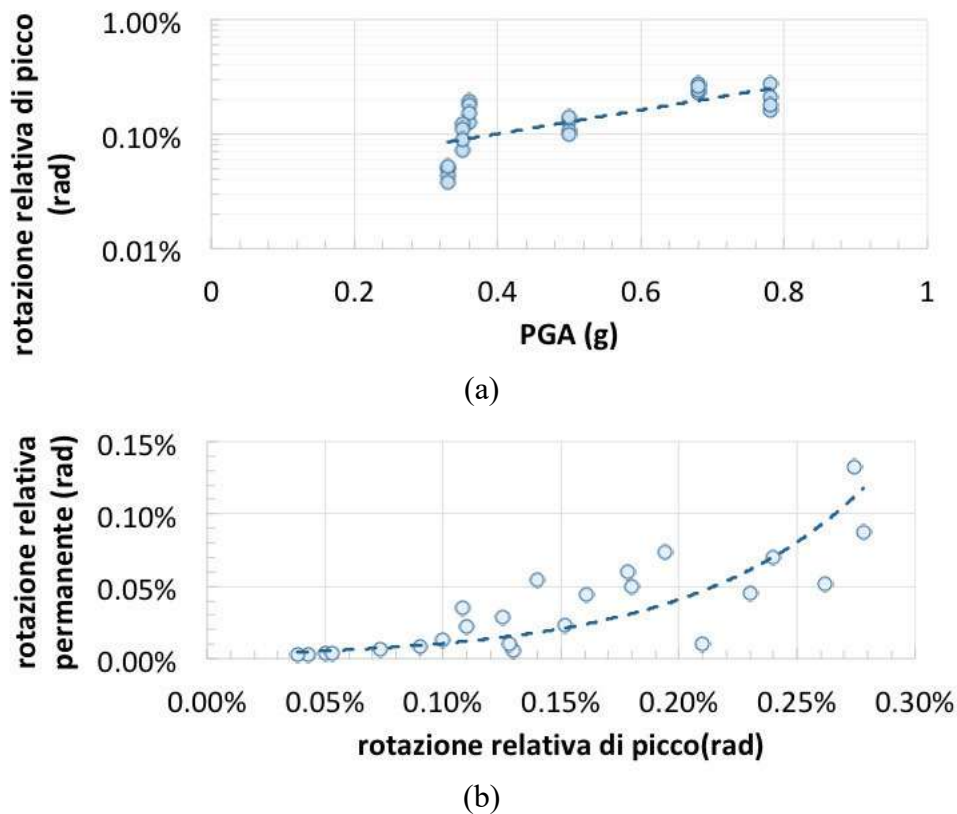 rotazione relativa di picco
(rad)
1.00%
0.10%
0.01%
0 0.2 0.4 0.6 0.8 1
PGA (g)
(a)
rotazione relativa
permanente (rad)
0.15%
0.10%
0.05%
0.00%
0.00% 0.05% 0.10% 0.15% 0.20% 0.25% 0.30%
rotazione relativa di picco(rad)
(b)